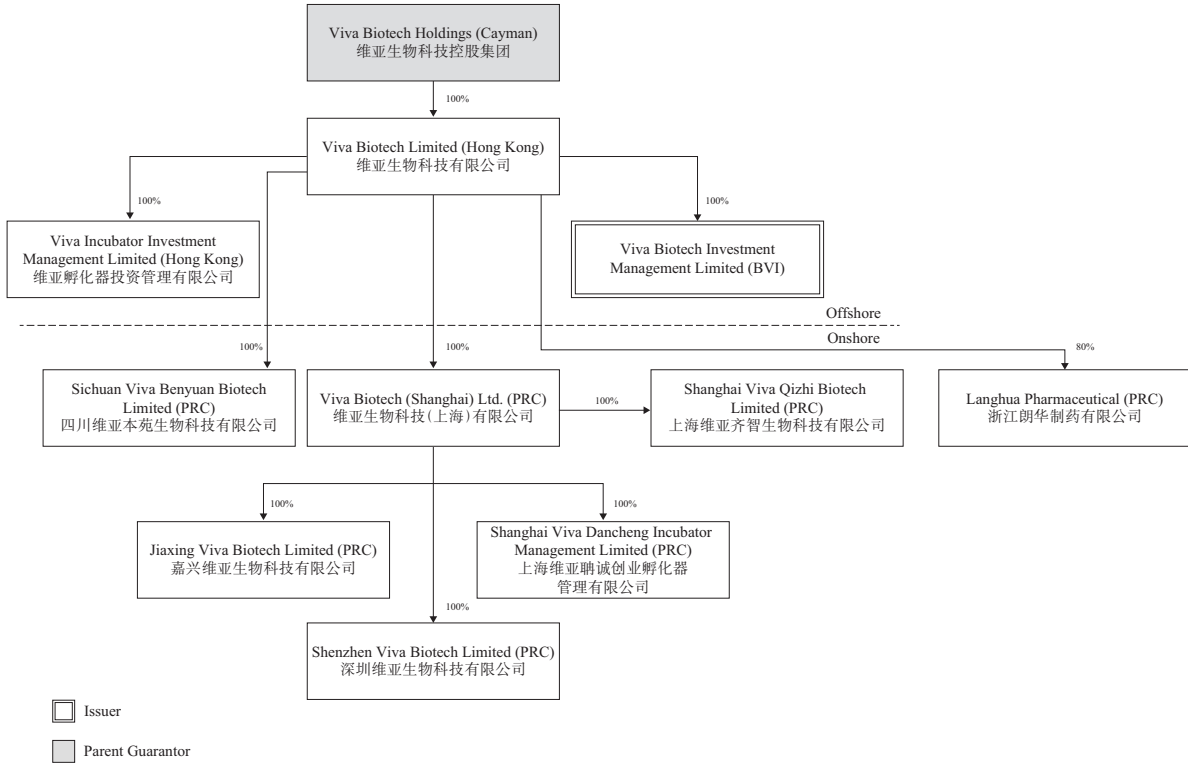 Viva Biotech Holdings (Cayman)
维亚生物科技控股集团
100%
Viva Biotech Limited (Hong Kong)
维亚生物科技有限公司
100%
100%
Viva Incubator Investment
Management Limited (Hong Kong)
维亚孵化器投资管理有限公司
Viva Biotech Investment
Management Limited (BVI)
Offshore
Onshore
100%
100%
80%
Sichuan Viva Benyuan Biotech
Limited (PRC)
四川维亚本苑生物科技有限公司
Viva Biotech (Shanghai) Ltd. (PRC)
维亚生物科技(上海)有限公司
100%
Shanghai Viva Qizhi Biotech
Limited (PRC)
上海维亚齐智生物科技有限公司
Langhua Pharmaceutical (PRC)
浙江朗华制药有限公司
100%
100%
Jiaxing Viva Biotech Limited (PRC)
嘉兴维亚生物科技有限公司
Shanghai Viva Dancheng Incubator
Management Limited (PRC)
上海维亚聃诚创业孵化器
管理有限公司
100%
Shenzhen Viva Biotech Limited (PRC)
深圳维亚生物科技有限公司
Issuer
Parent Guarantor